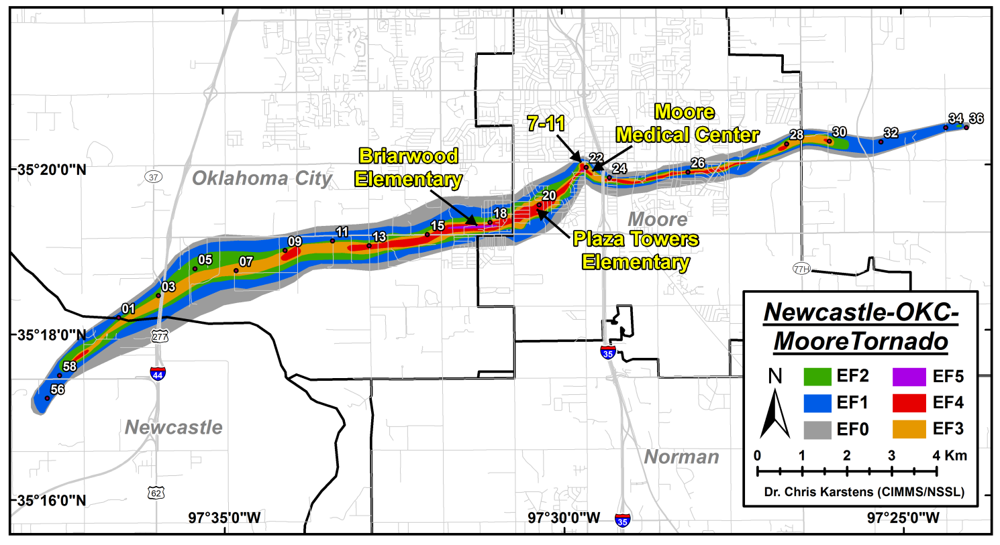 Moore
Medical Center
7-11
34 36
28 30 32
Briarwood
Elementary
22
24
26
35°20'0"N
37
Oklahoma City
20
18
Moore
15
13
11
09
07
05
Plaza Towers
Elementary
77H
03
01
35°18'0"N
277
35
58
44
56
Newcastle
Norman
62
35°16'0"N
97°35'0"W
97°30'0"W
97°25'0"W
35
Newcastle-OKC-
MooreTornado
N
EF2 EF5
EF1 EF4
EF0 EF3
0 1 2 3 4 Km
Dr. Chris Karstens (CIMMS/NSSL)